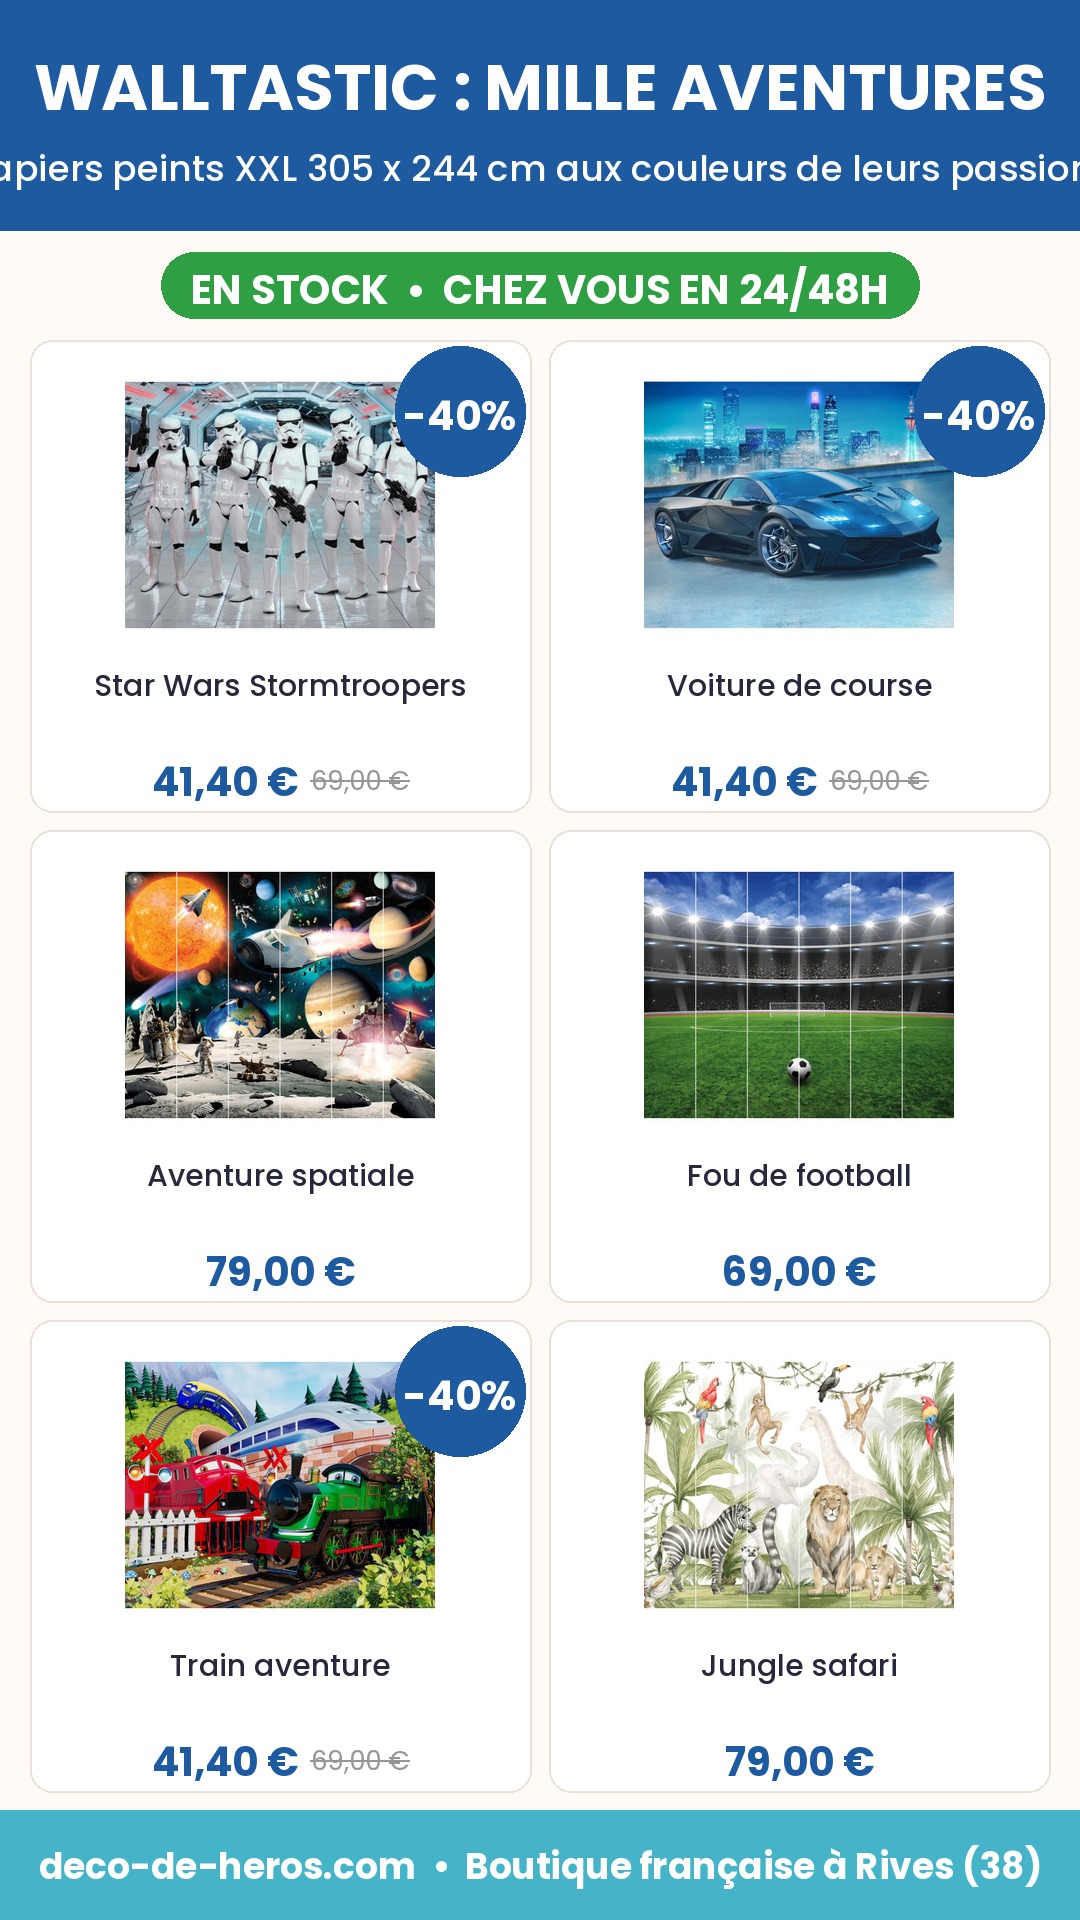 WALLTASTIC : MILLE AVENTURES
apiers peints XXL 305 x 244 cm aux couleurs de leurs passion
EN STOCK • CHEZ VOUS EN 24/48H
-40%
-40%
Star Wars Stormtroopers
Voiture de course
41,40 € 69,00 €
41,40 € 69,00 €
Aventure spatiale
Fou de football
79,00 €
69,00 €
-40%
Train aventure
Jungle safari
41,40 € 69,00 €
79,00 €
deco-de-heros.com • Boutique française à Rives (38)